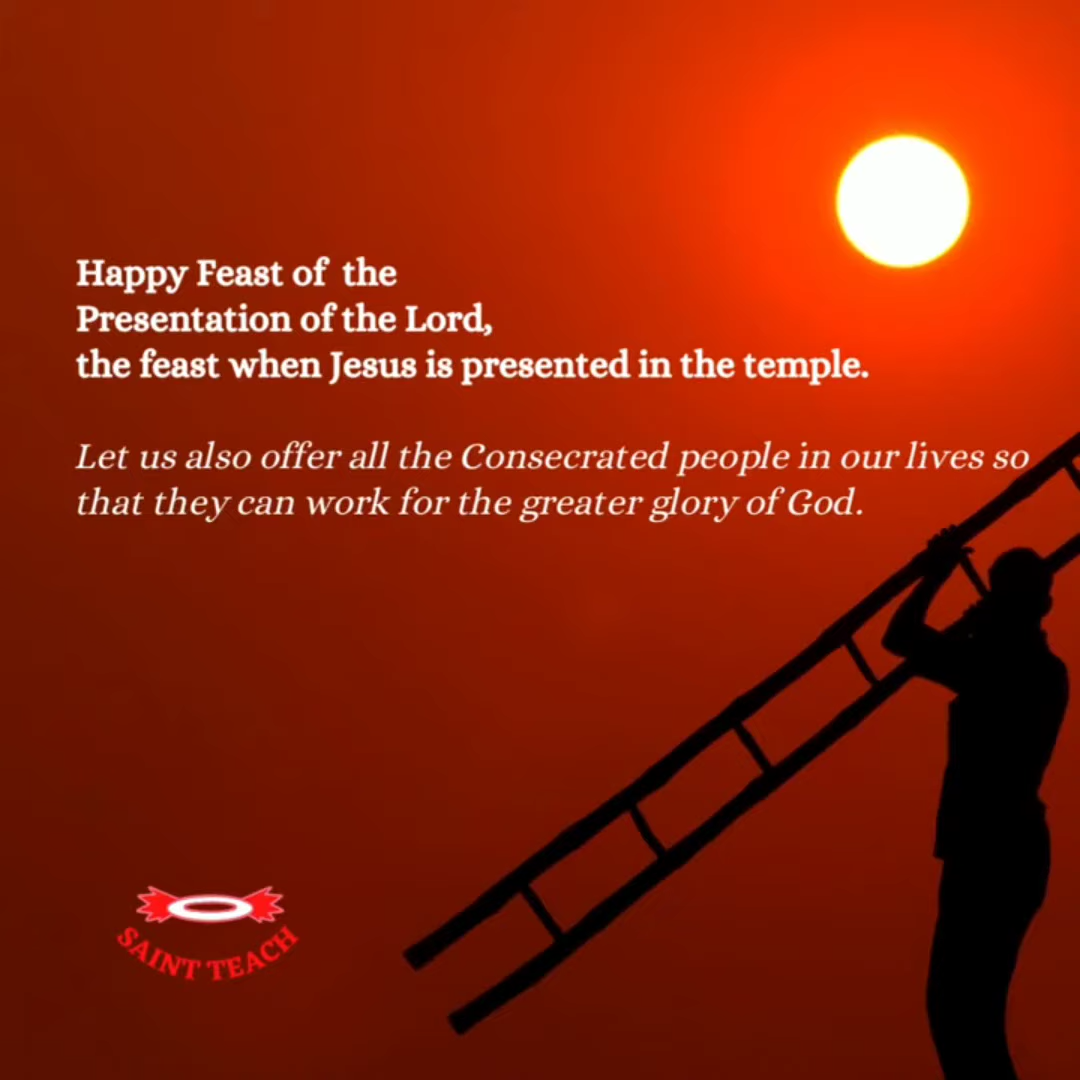 Happy Feast of the
Presentation of the Lord,
the feast when Jesus is presented in the temple.
Let us also offer all the Consecrated people in our lives so
that they can work for the greater glory of God.
SAINT TEACH